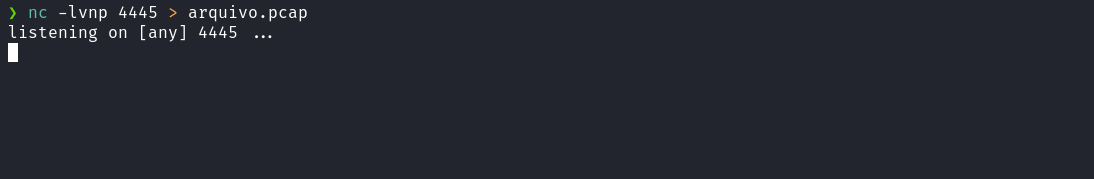 ❯ nc -lvnp 4445 > arquivo.pcap
listening on [any] 4445 ...